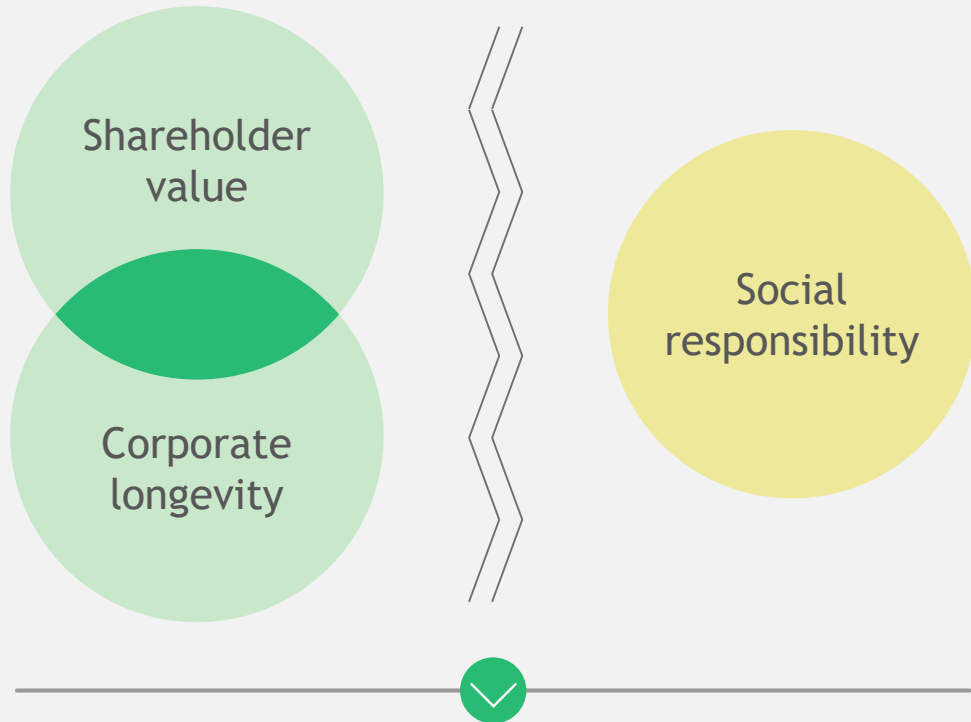 Shareholder
value
Corporate
longevity
Social
responsibility